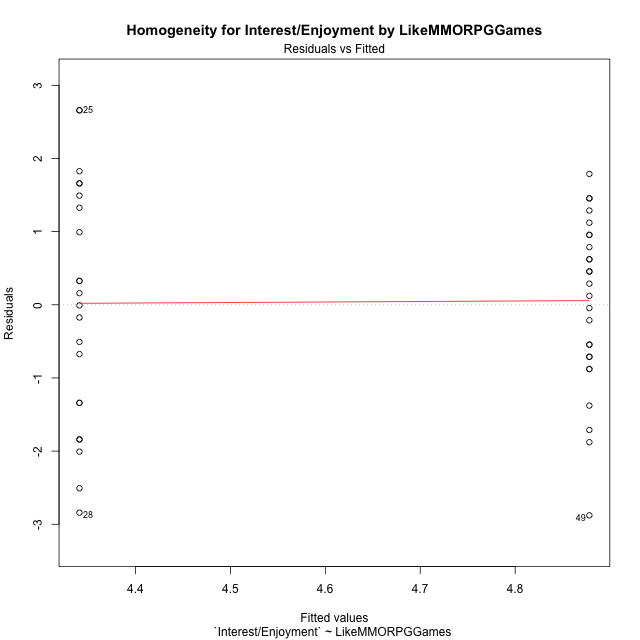 Homogeneity for Interest/Enjoyment by LikeMMORPGGames
Residuals vs Fitted
3
2
1
0
-1
-2
-3
Residuals
25
28
49
4.4 4.5 4.6 4.7 4.8
Fitted values
`Interest/Enjoyment` ~ LikeMMORPGGames